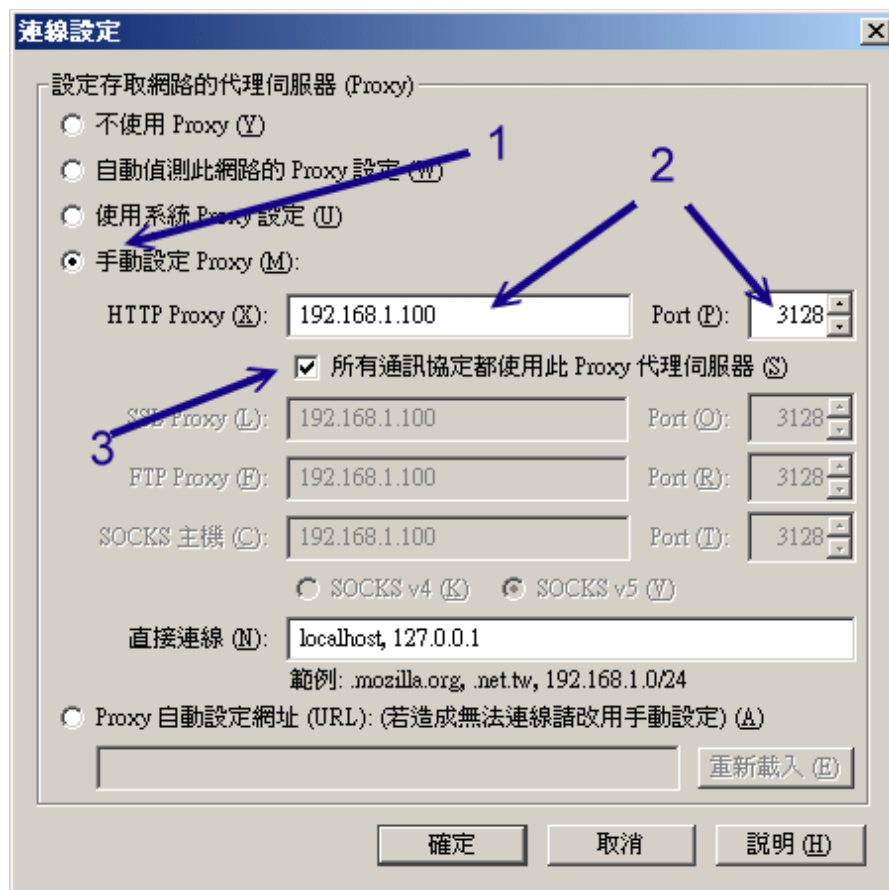 連線設定
設定存取網路的代理伺服器 (Proxy)
不使用 Proxy (Y)
自動偵測此網路的 Proxy 設定 (W)
1
2
使用系統 Proxy 設定 (U)
手動設定 Proxy (M):
HTTP Proxy (X): 192.168.1.100 Port (P): 3128
所有通訊協定都使用此 Proxy 代理伺服器 (S)
3
SSL Proxy (L): 192.168.1.100 Port (O): 3128
FTP Proxy (F): 192.168.1.100 Port (R): 3128
SOCKS 主機 (C): 192.168.1.100 Port (T): 3128
SOCKS v4 (K) SOCKS v5 (V)
直接連線 (N): localhost, 127.0.0.1
範例: .mozilla.org, .net.tw, 192.168.1.0/24
Proxy 自動設定網址 (URL): (若造成無法連線請改用手動設定) (A)
重新載入 (E)
確定 取消 說明 (H)